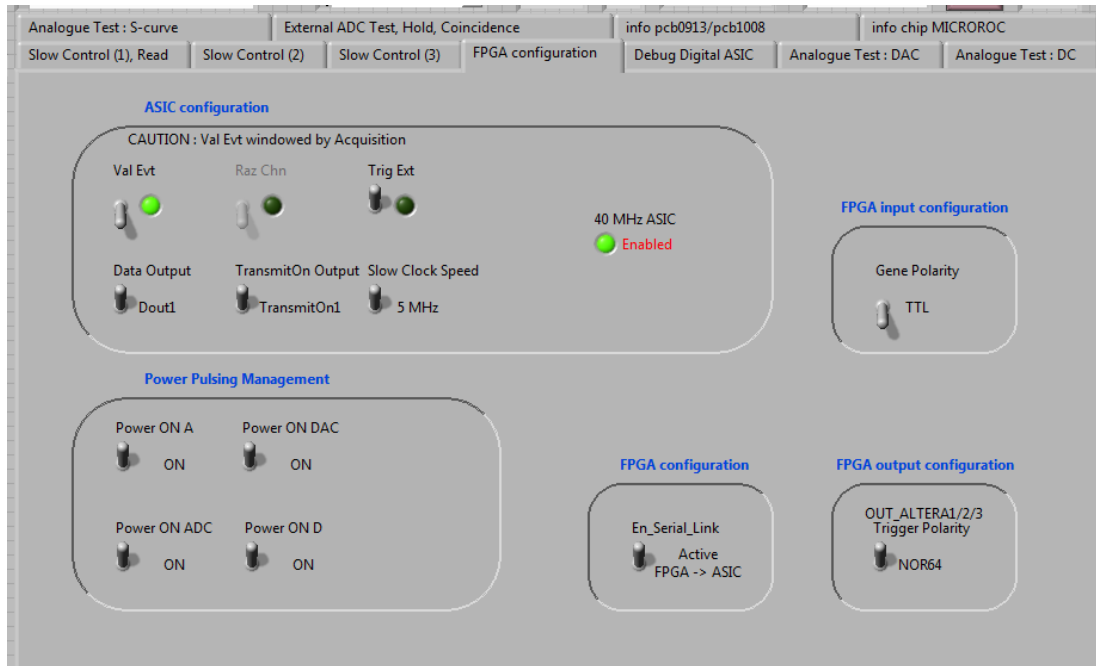 Analogue Test : S-curve
External ADC Test, Hold, Coincidence
info pcb0913/pcb1008
info chip MICROROC
Slow Control (1), Read
Slow Control (2)
Slow Control (3)
FPGA configuration
Debug Digital ASIC
Analogue Test : DAC
Analogue Test : DC
ASIC configuration
CAUTION : Val Evt windowed by Acquisition
Val Evt
Raz Chn
Trig Ext
40 MHz ASIC
Enabled
Data Output
TransmitOn Output
Slow Clock Speed
Dout1
TransmitOn1
5 MHz
FPGA input configuration
Gene Polarity
TTL
Power Pulsing Management
Power ON A
Power ON DAC
ON
ON
Power ON ADC
Power ON D
ON
ON
FPGA configuration
En_Serial_Link
Active
FPGA -> ASIC
FPGA output configuration
OUT_ALTERA1/2/3
Trigger Polarity
NOR64